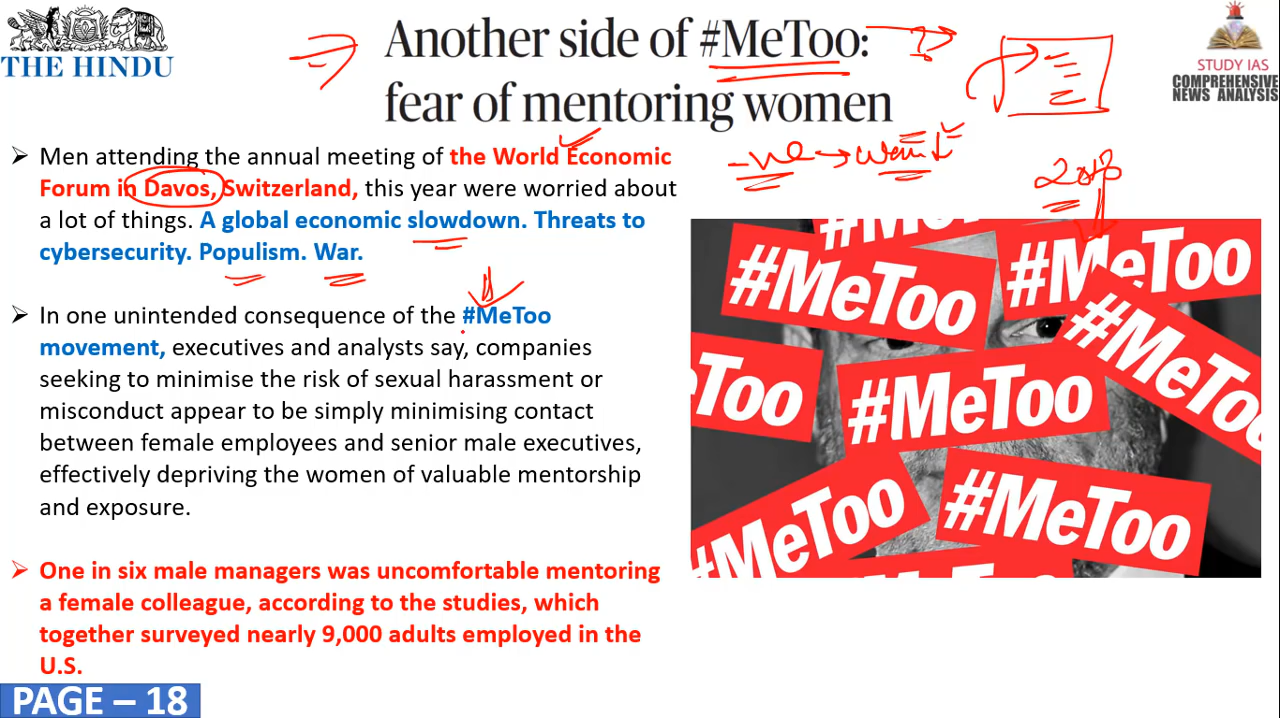 THE HINDU
Another side of #MeToo:
fear of mentoring women
STUDY IAS
COMPREHENSIVE
NEWS ANALYSIS
➢ Men attending the annual meeting of the World Economic
Forum in Davos, Switzerland, this year were worried about
a lot of things. A global economic slowdown. Threats to
cybersecurity. Populism. War.
➢ In one unintended consequence of the #MeToo
movement, executives and analysts say, companies
seeking to minimise the risk of sexual harassment or
misconduct appear to be simply minimising contact
between female employees and senior male executives,
effectively depriving the women of valuable mentorship
and exposure.
➢ One in six male managers was uncomfortable mentoring
a female colleague, according to the studies, which
together surveyed nearly 9,000 adults employed in the
U.S.
PAGE – 18
-ve →
2018
#MeToo
#MeToo
#MeToo
#MeToo
eToo
#MeToo
#MeToo
#MeToo